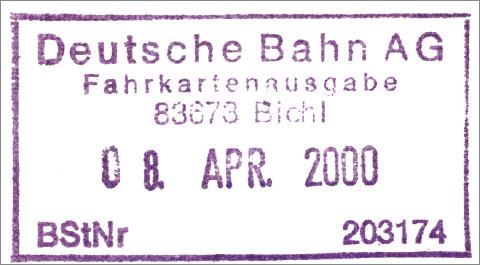 Deutsche Bahn AG
Fahrkartenausgabe
83673 Bichl
08. APR. 2000
BStNr 203174